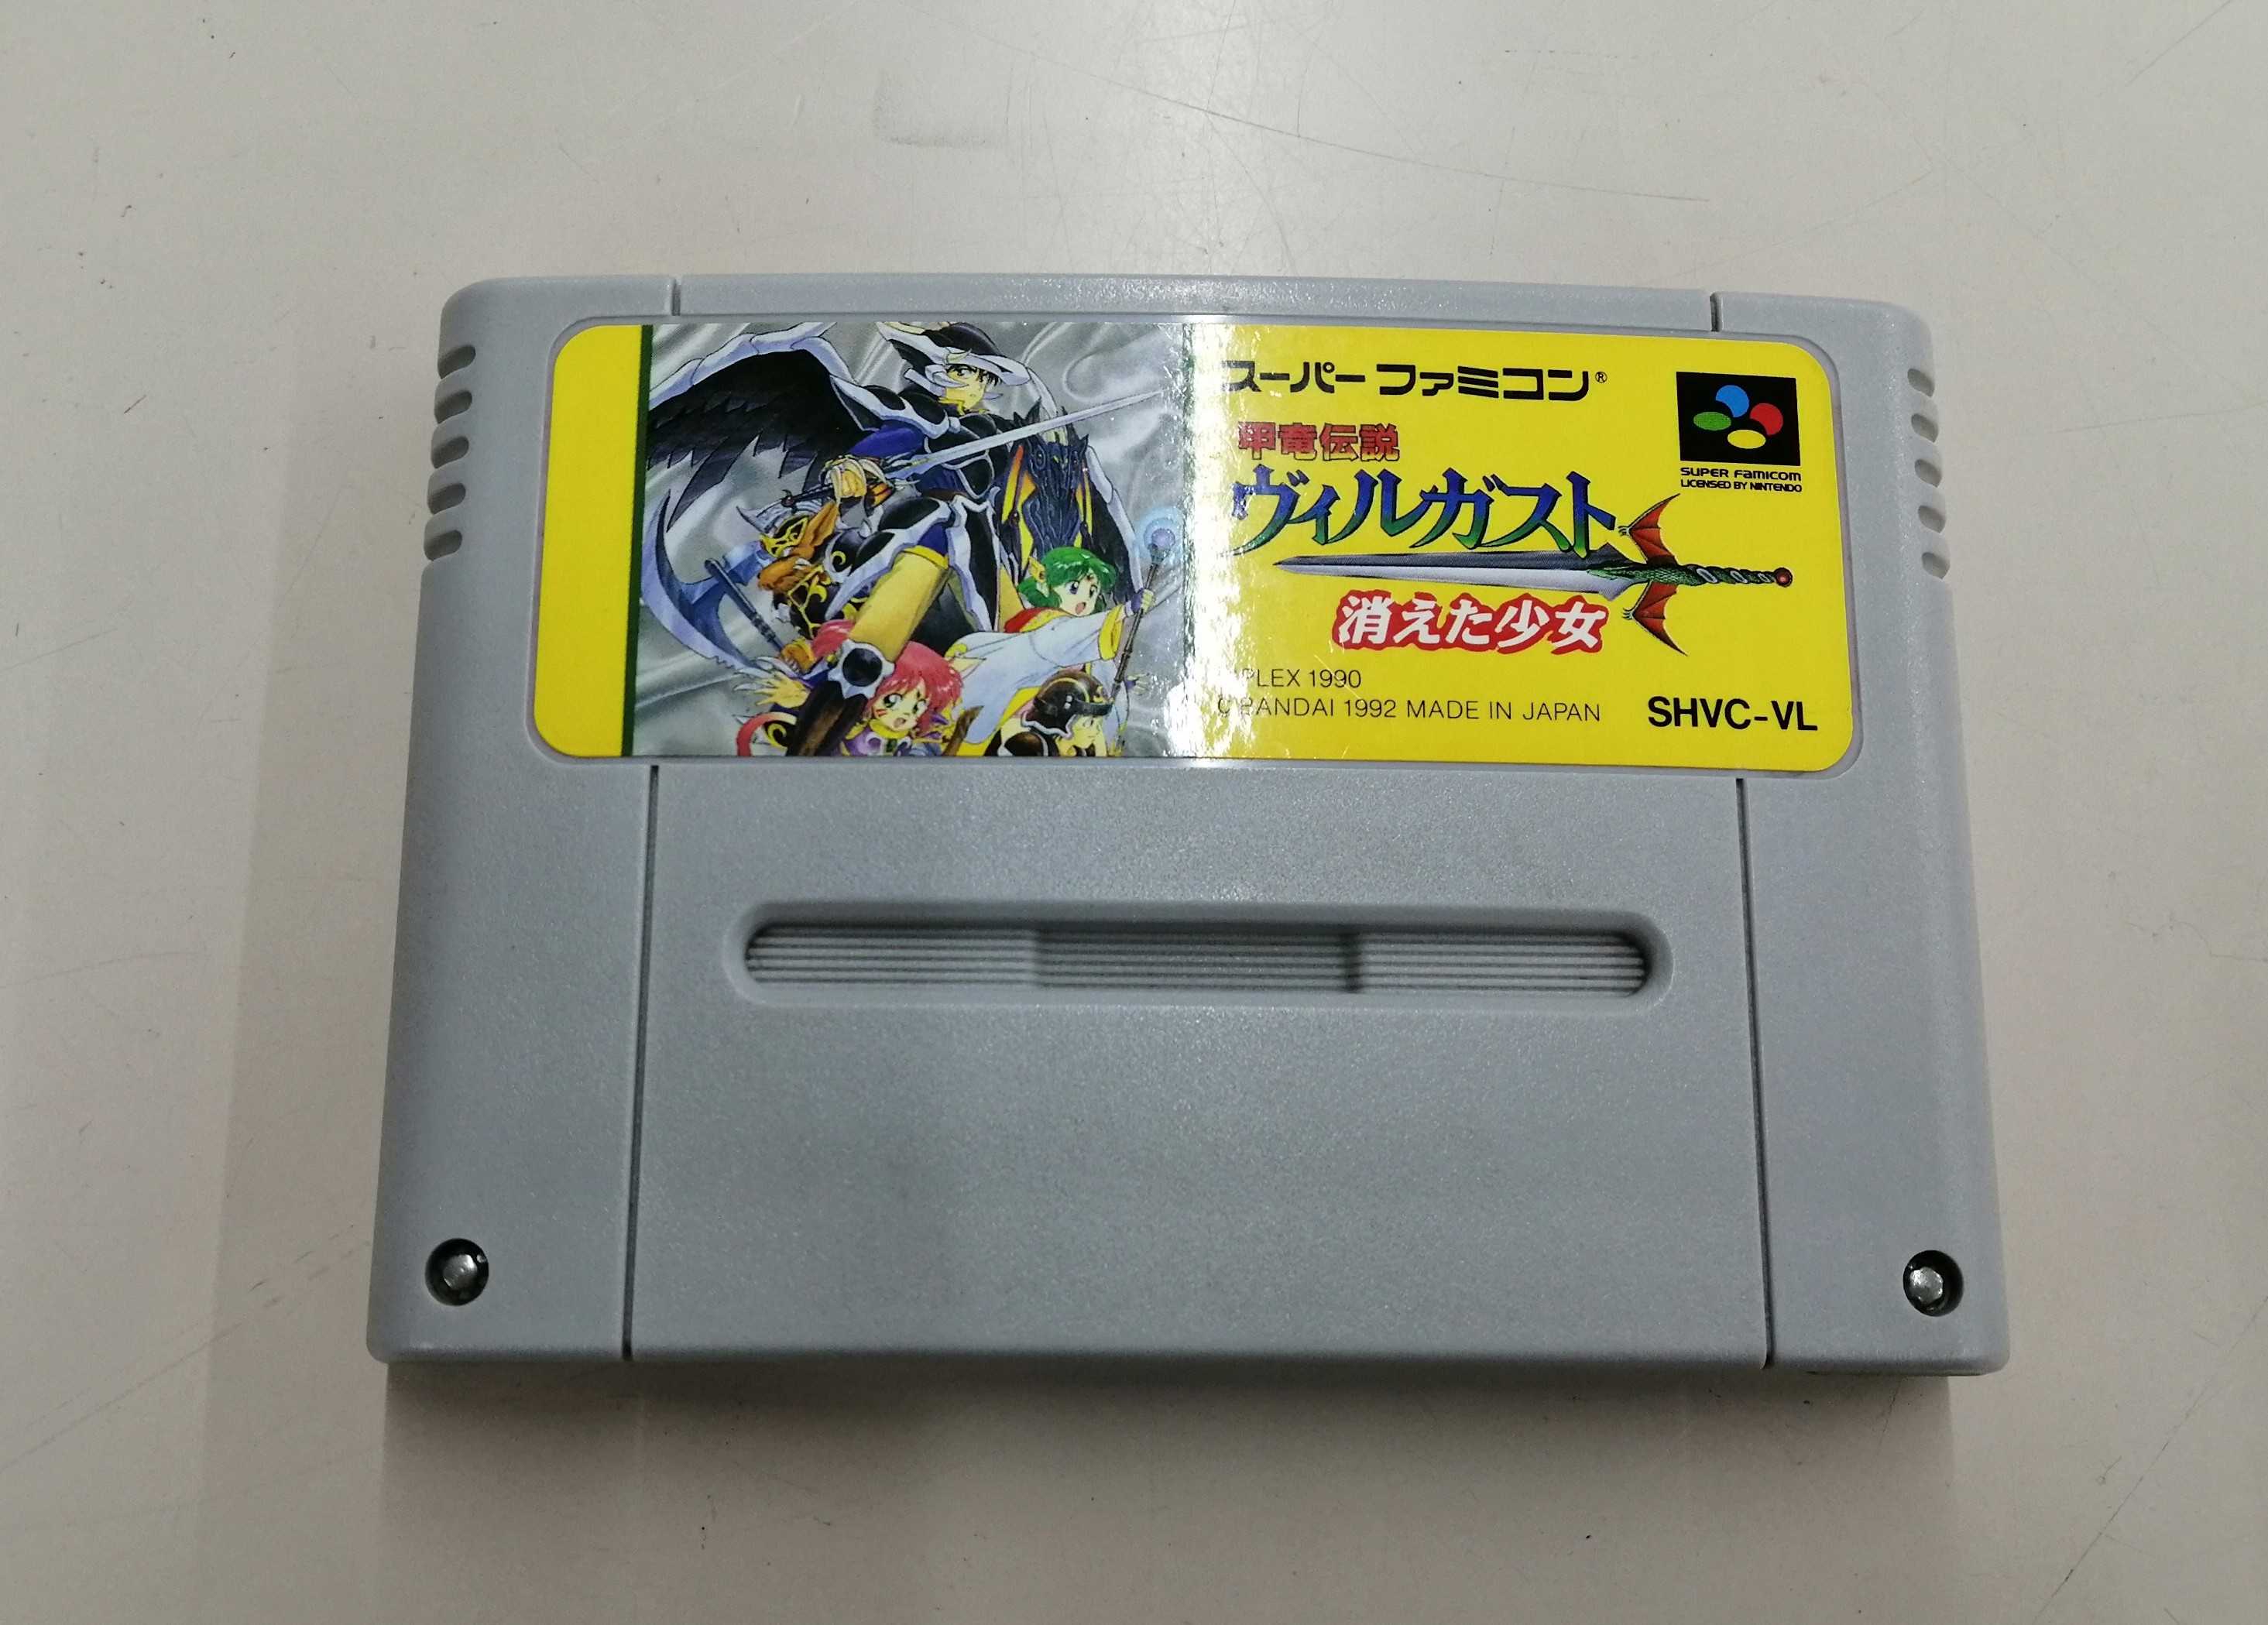 スーパーファミコン®
甲竜伝説
ヴィルガスト
消えた少女
PLEX 1990
© BANDAI 1992 MADE IN JAPAN
SHVC-VL
SUPER FAMICOM
LICENSED BY NINTENDO